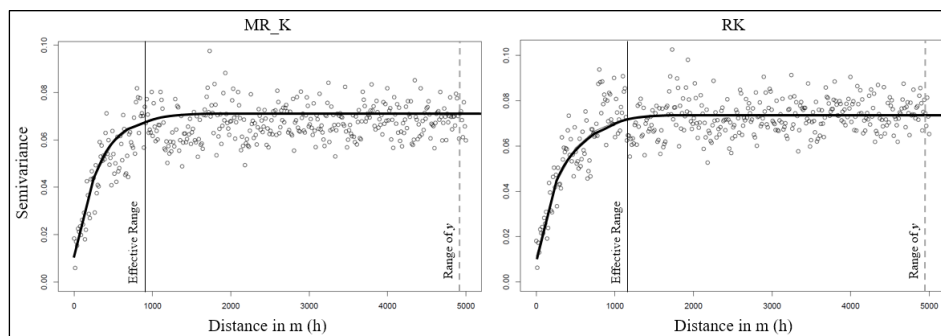 MR_K
RK
Semivariance
0.10
0.08
0.06
0.04
0.02
0.00
Effective Range
Range of y
0
1000
2000
3000
4000
5000
Distance in m (h)
0.10
0.08
0.06
0.04
0.02
0.00
Effective Range
Range of y
0
1000
2000
3000
4000
5000
Distance in m (h)